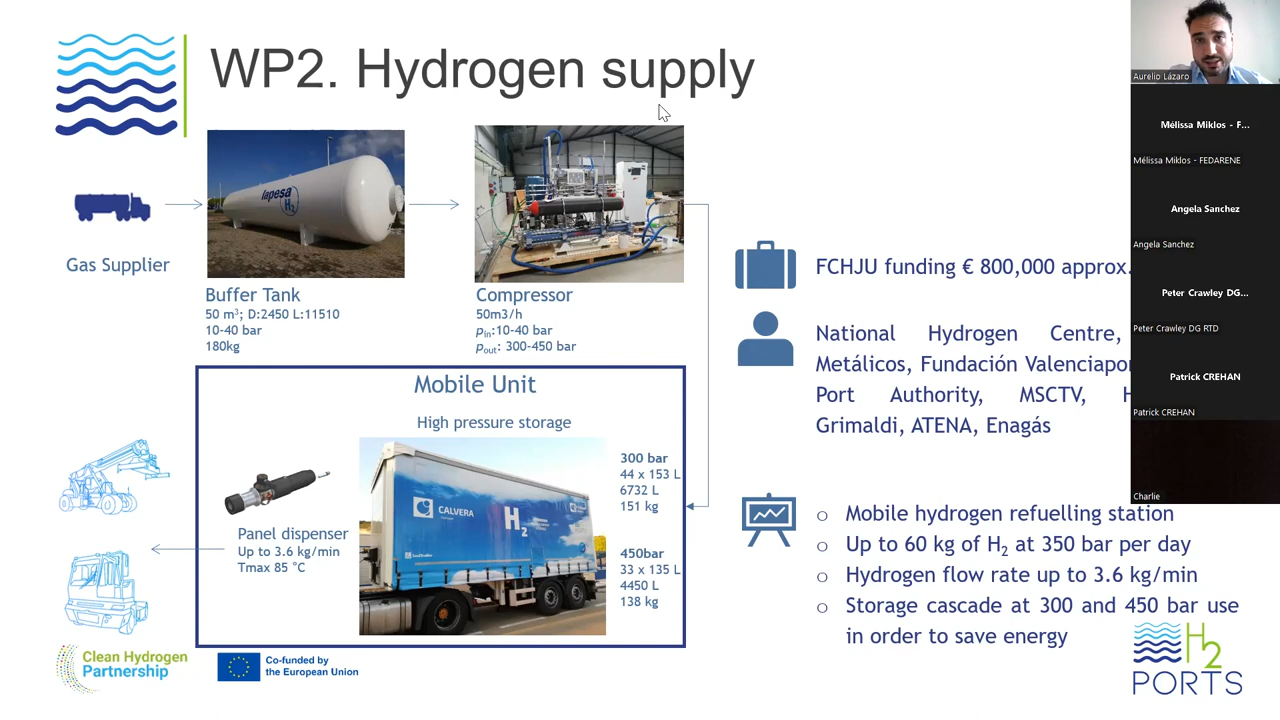 WP2. Hydrogen supply
Gas Supplier
lapesa
H2
Buffer Tank
50 m³; D:2450 L:11510
10-40 bar
180kg
Compressor
50m3/h
pin:10-40 bar
pout: 300-450 bar
Mobile Unit
High pressure storage
CALVERA
H2
300 bar
44 x 153 L
6732 L
151 kg
450bar
33 x 135 L
4450 L
138 kg
Panel dispenser
Up to 3.6 kg/min
Tmax 85 °C
FCHJU funding € 800,000 approx.
National Hydrogen Centre,
Metálicos, Fundación Valenciapor
Port Authority, MSCTV, H
Grimaldi, ATENA, Enagás
o Mobile hydrogen refuelling station
o Up to 60 kg of H2 at 350 bar per day
o Hydrogen flow rate up to 3.6 kg/min
o Storage cascade at 300 and 450 bar use
in order to save energy
Clean Hydrogen
Partnership
Co-funded by
the European Union
H2
PORTS
Aurelio Lázaro
Mélissa Miklos - F...
Mélissa Miklos - FEDARENE
Angela Sanchez
Angela Sanchez
Peter Crawley DG...
Peter Crawley DG RTD
Patrick CREHAN
Patrick CREHAN
Charlie